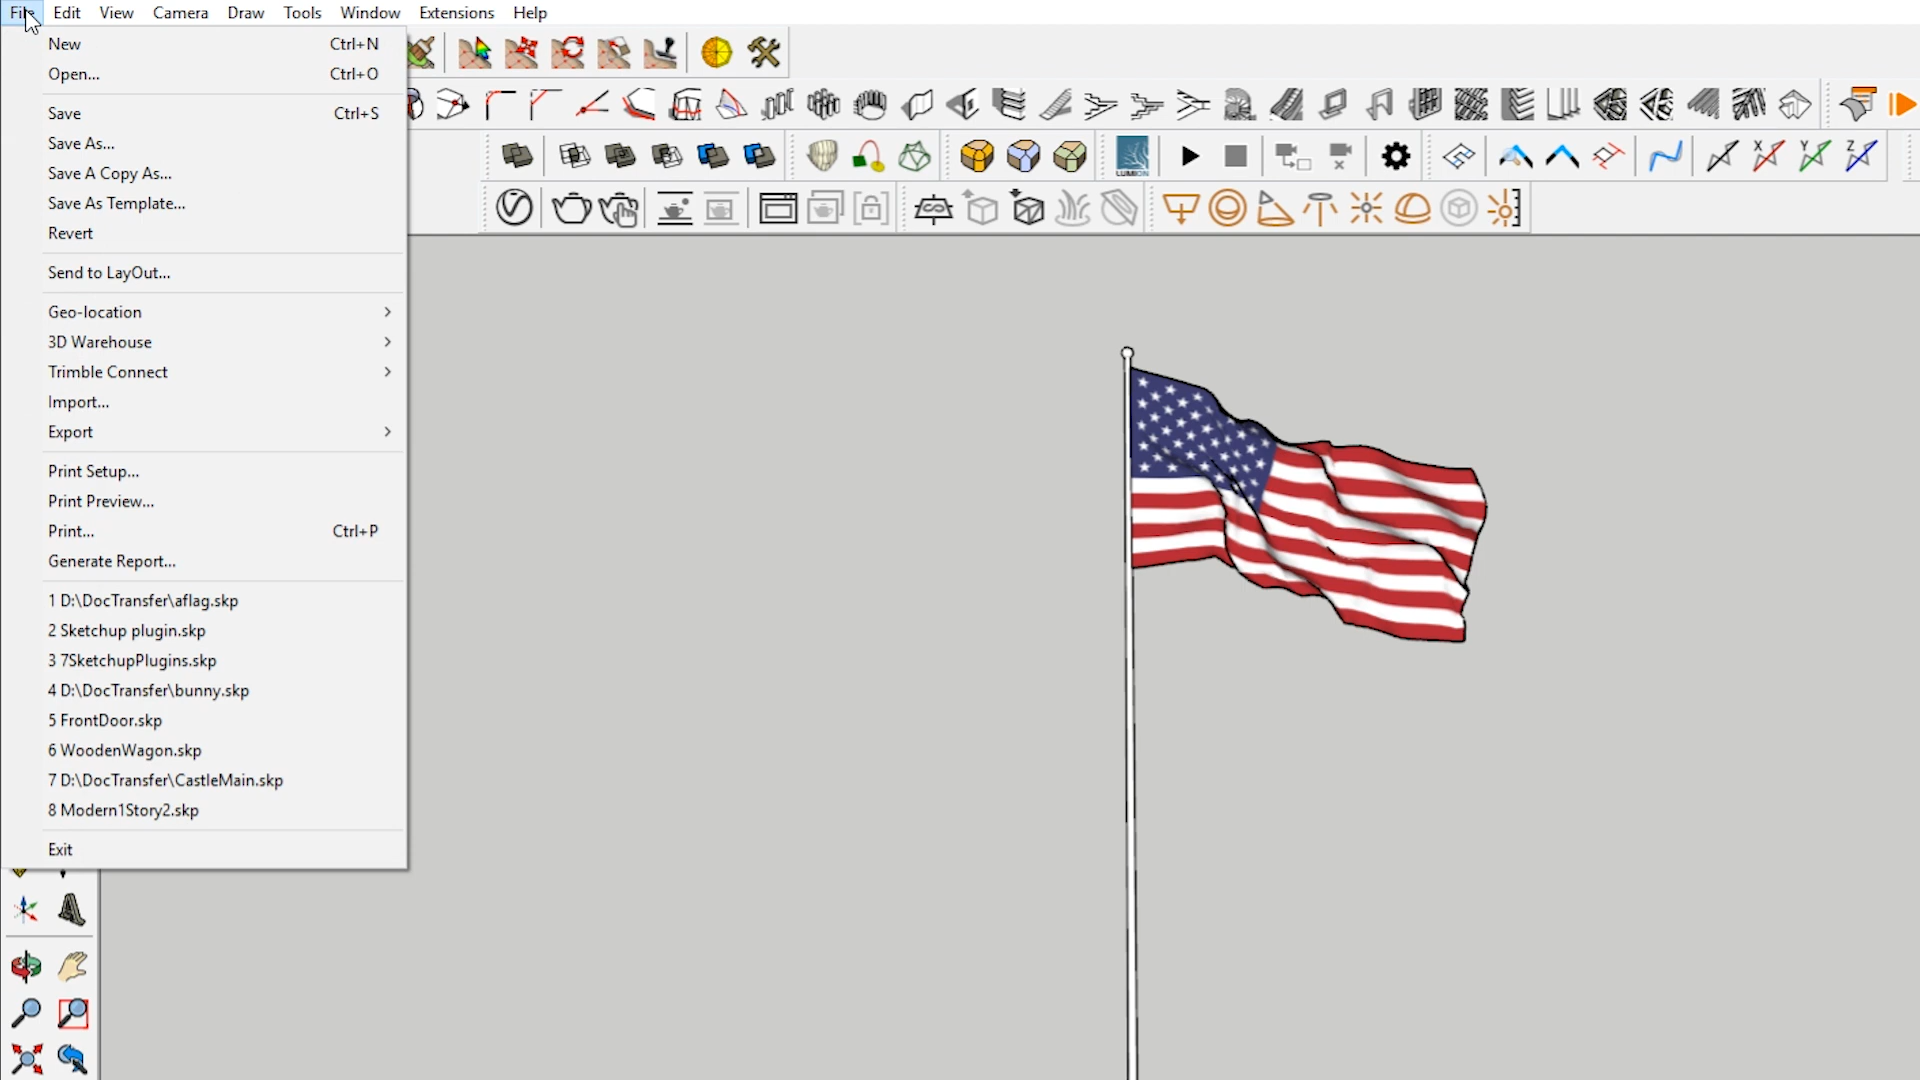 File Edit View Camera Draw Tools Window Extensions Help
New Ctrl+N
Open... Ctrl+O
Save Ctrl+S
Save As...
Save A Copy As...
Save As Template...
Revert
Send to LayOut...
Geo-location
3D Warehouse
Trimble Connect
Import...
Export
Print Setup...
Print Preview...
Print... Ctrl+P
Generate Report...
1 D:\DocTransfer\aflag.skp
2 Sketchup plugin.skp
3 7SketchupPlugins.skp
4 D:\DocTransfer\bunny.skp
5 FrontDoor.skp
6 WoodenWagon.skp
7 D:\DocTransfer\CastleMain.skp
8 Modern1Story2.skp
Exit
LUMION
X Y Z